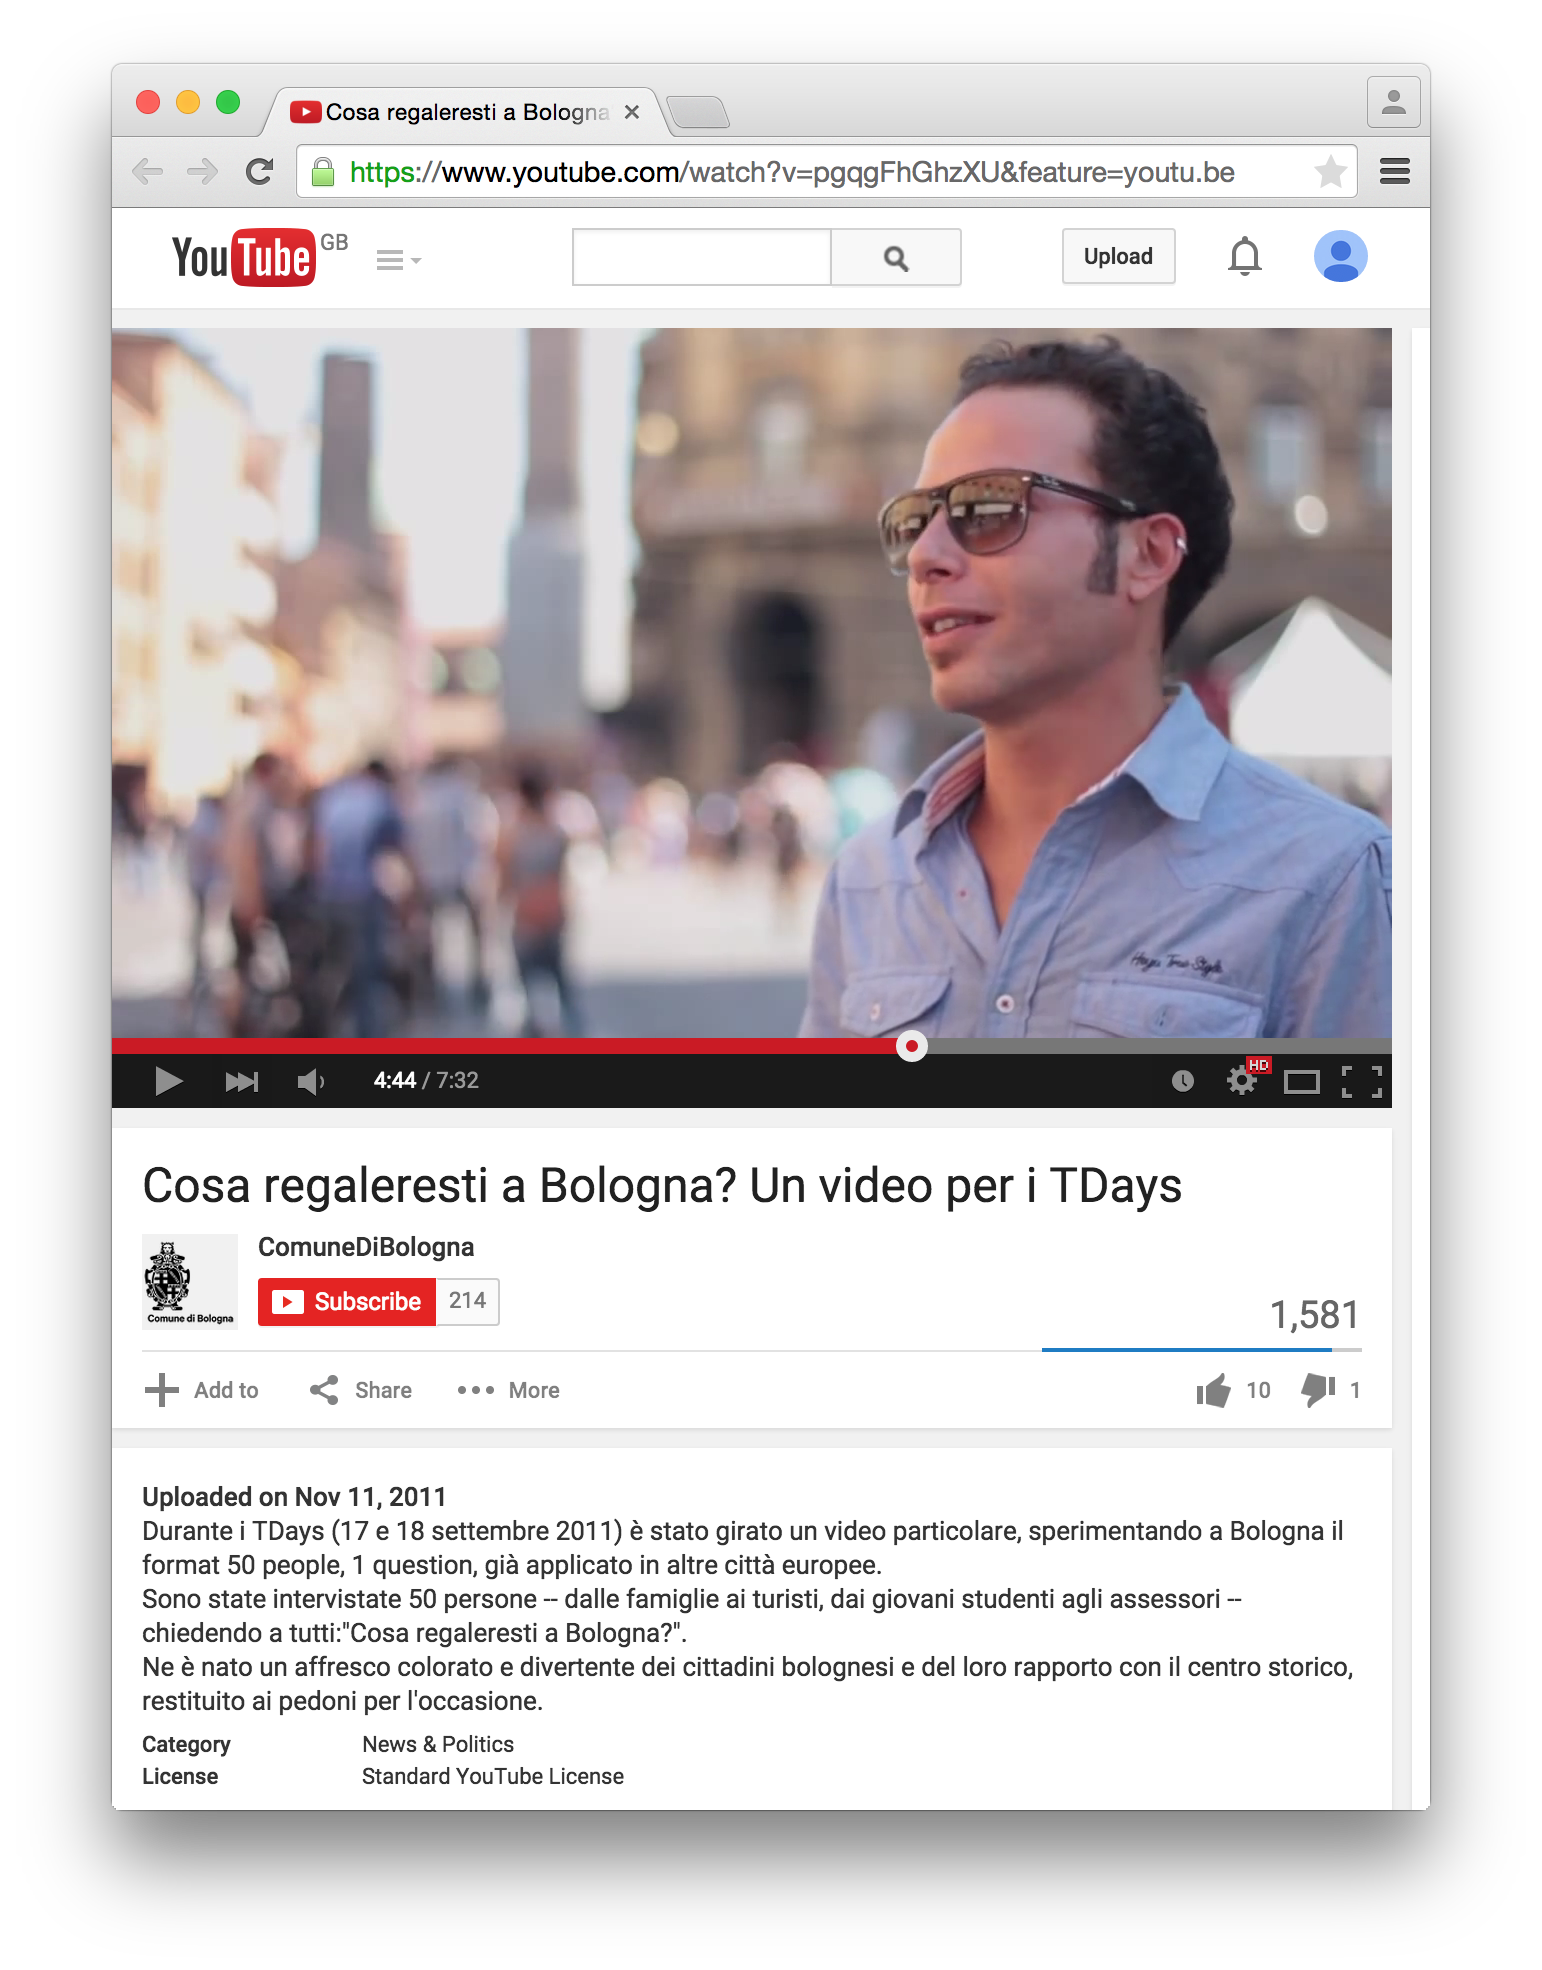 Cosa regaleresti a Bologna
https://www.youtube.com/watch?v=pgqgFhGhzXU&feature=youtu.be
YouTube GB
Upload
Ray-Ban
Haze True Style
HD
4:44 / 7:32
Cosa regaleresti a Bologna? Un video per i TDays
ComuneDiBologna
Comune di Bologna
Subscribe 214
1,581
Add to Share More 10 1
Uploaded on Nov 11, 2011
Durante i TDays (17 e 18 settembre 2011) è stato girato un video particolare, sperimentando a Bologna il
format 50 people, 1 question, già applicato in altre città europee.
Sono state intervistate 50 persone -- dalle famiglie ai turisti, dai giovani studenti agli assessori --
chiedendo a tutti:"Cosa regaleresti a Bologna?".
Ne è nato un affresco colorato e divertente dei cittadini bolognesi e del loro rapporto con il centro storico,
restituito ai pedoni per l'occasione.
Category News & Politics
License Standard YouTube License